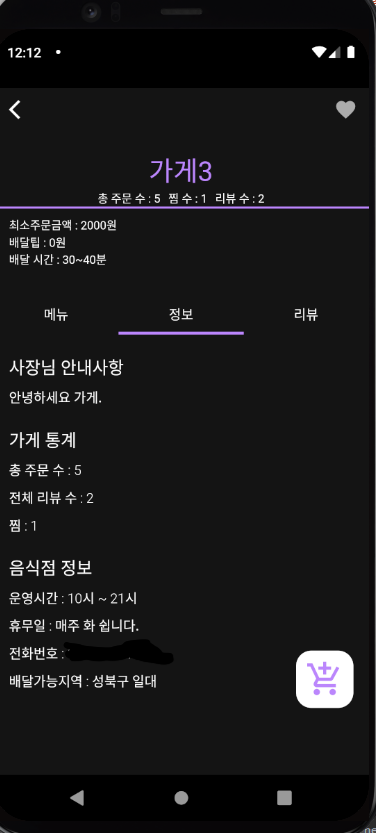 12:12
가게3
총 주문 수 : 5 찜 수 : 1 리뷰 수 : 2
최소주문금액 : 2000원
배달팁 : 0원
배달 시간 : 30~40분
메뉴 정보 리뷰
사장님 안내사항
안녕하세요 가게.
가게 통계
총 주문 수 : 5
전체 리뷰 수 : 2
찜 : 1
음식점 정보
운영시간 : 10시 ~ 21시
휴무일 : 매주 화 쉽니다.
전화번호 :
배달가능지역 : 성북구 일대